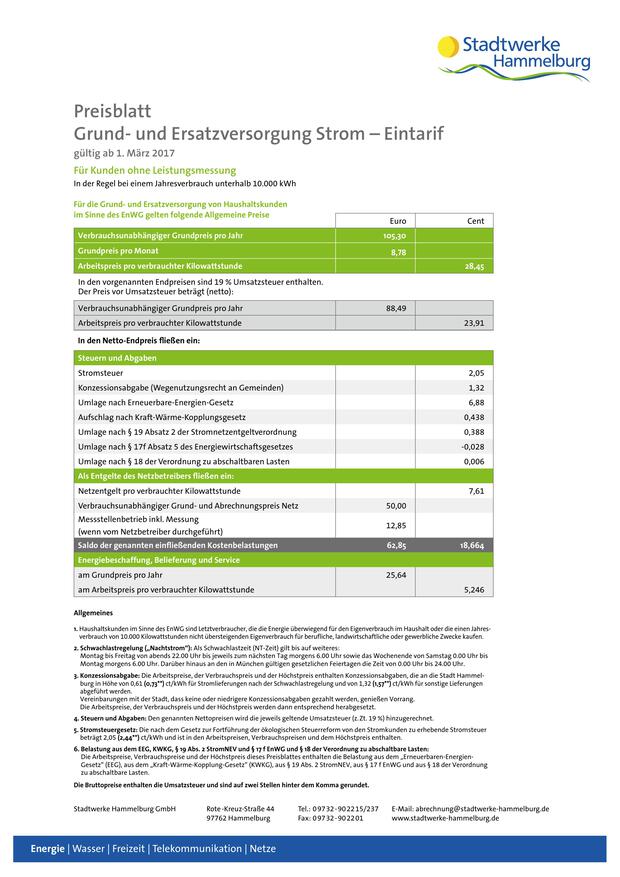 Stadtwerke
Hammelburg
Preisblatt
Grund- und Ersatzversorgung Strom – Eintarif
gültig ab 1. März 2017
Für Kunden ohne Leistungsmessung
In der Regel bei einem Jahresverbrauch unterhalb 10.000 kWh
Für die Grund- und Ersatzversorgung von Haushaltskunden
im Sinne des EnWG gelten folgende Allgemeine Preise
Euro Cent
Verbrauchsunabhängiger Grundpreis pro Jahr 105,30
Grundpreis pro Monat 8,78
Arbeitspreis pro verbrauchter Kilowattstunde 28,45
In den vorgenannten Endpreisen sind 19 % Umsatzsteuer enthalten.
Der Preis vor Umsatzsteuer beträgt (netto):
Verbrauchsunabhängiger Grundpreis pro Jahr 88,49
Arbeitspreis pro verbrauchter Kilowattstunde 23,91
In den Netto-Endpreis fließen ein:
Steuern und Abgaben
Stromsteuer 2,05
Konzessionsabgabe (Wegenutzungsrecht an Gemeinden) 1,32
Umlage nach Erneuerbare-Energien-Gesetz 6,88
Aufschlag nach Kraft-Wärme-Kopplungsgesetz 0,438
Umlage nach § 19 Absatz 2 der Stromnetzentgeltverordnung 0,388
Umlage nach § 17f Absatz 5 des Energiewirtschaftsgesetzes -0,028
Umlage nach § 18 der Verordnung zu abschaltbaren Lasten 0,006
Als Entgelte des Netzbetreibers fließen ein:
Netzentgelt pro verbrauchter Kilowattstunde 7,61
Verbrauchsunabhängiger Grund- und Abrechnungspreis Netz 50,00
Messstellenbetrieb inkl. Messung
(wenn vom Netzbetreiber durchgeführt) 12,85
Saldo der genannten einfließenden Kostenbelastungen 62,85 18,664
Energiebeschaffung, Belieferung und Service
am Grundpreis pro Jahr 25,64
am Arbeitspreis pro verbrauchter Kilowattstunde 5,246
Allgemeines
1. Haushaltskunden im Sinne des EnWG sind Letztverbraucher, die die Energie überwiegend für den Eigenverbrauch im Haushalt oder die einen Jahres-
verbrauch von 10.000 Kilowattstunden nicht übersteigenden Eigenverbrauch für berufliche, landwirtschaftliche oder gewerbliche Zwecke kaufen.
2. Schwachlastregelung („Nachtstrom“): Als Schwachlastzeit (NT-Zeit) gilt bis auf weiteres:
Montag bis Freitag von abends 22.00 Uhr bis jeweils zum nächsten Tag morgens 6.00 Uhr sowie das Wochenende von Samstag 0.00 Uhr bis
Montag morgens 6.00 Uhr. Darüber hinaus an den in München gültigen gesetzlichen Feiertagen die Zeit von 0.00 Uhr bis 24.00 Uhr.
3. Konzessionsabgabe: Die Arbeitspreise, der Verbrauchspreis und der Höchstpreis enthalten Konzessionsabgaben, die an die Stadt Hammel-
burg in Höhe von 0,61 (0,73**) ct/kWh für Stromlieferungen nach der Schwachlastregelung und von 1,32 (1,57**) ct/kWh für sonstige Lieferungen
abgeführt werden.
Vereinbarungen mit der Stadt, dass keine oder niedrigere Konzessionsabgaben gezahlt werden, genießen Vorrang.
Die Arbeitspreise, Verbrauchspreise und der Höchstpreis werden dann entsprechend herabgesetzt.
4. Steuern und Abgaben: Den genannten Nettopreisen wird die jeweils geltende Umsatzsteuer (z.Zt. 19 %) hinzugerechnet.
5. Stromsteuergesetz: Die nach dem Gesetz zur Fortführung der ökologischen Steuerreform von den Stromkunden zu erhebende Stromsteuer
beträgt 2,05 (2,44**) ct/kWh und ist in den Arbeitspreisen, Verbrauchspreisen und dem Höchstpreis enthalten.
6. Belastung aus dem EEG, KWKG, § 19 Abs. 2 StromNEV und § 17 f EnWG und § 18 der Verordnung zu abschaltbare Lasten:
Die Arbeitspreise, Verbrauchspreise und der Höchstpreis dieses Preisblattes enthalten die Belastung aus dem „Erneuerbaren-Energien-
Gesetz“ (EEG), aus dem „Kraft-Wärme-Kopplung-Gesetz“ (KWKG), aus § 19 Abs. 2 StromNEV, aus § 17 f EnWG und aus § 18 der Verordnung
zu abschaltbare Lasten.
Die Bruttopreise enthalten die Umsatzsteuer und sind auf zwei Stellen hinter dem Komma gerundet.
Stadtwerke Hammelburg GmbH Rote-Kreuz-Straße 44 Tel.: 09732-902215/237 E-Mail: abrechnung@stadtwerke-hammelburg.de
97762 Hammelburg Fax: 09732-902201 www.stadtwerke-hammelburg.de
Energie | Wasser | Freizeit | Telekommunikation | Netze